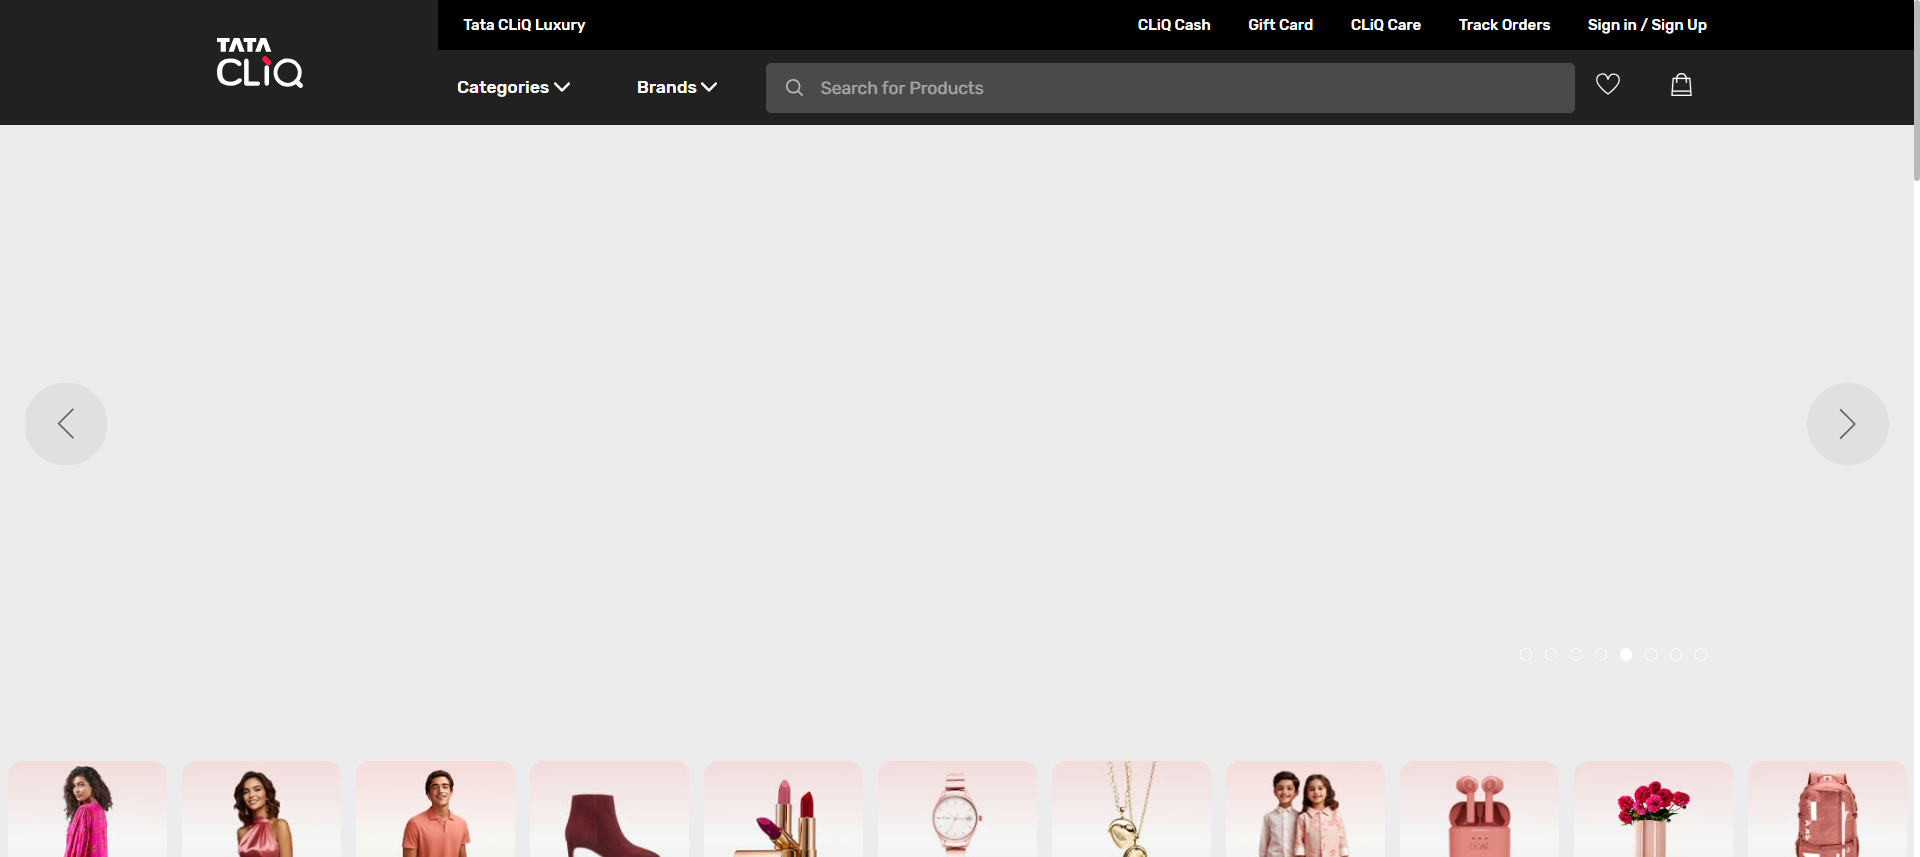 Tata CLiQ Luxury
CLiQ Cash
Gift Card
CLiQ Care
Track Orders
Sign in / Sign Up
TATA
CLiQ
Categories
Brands
Search for Products
boAt